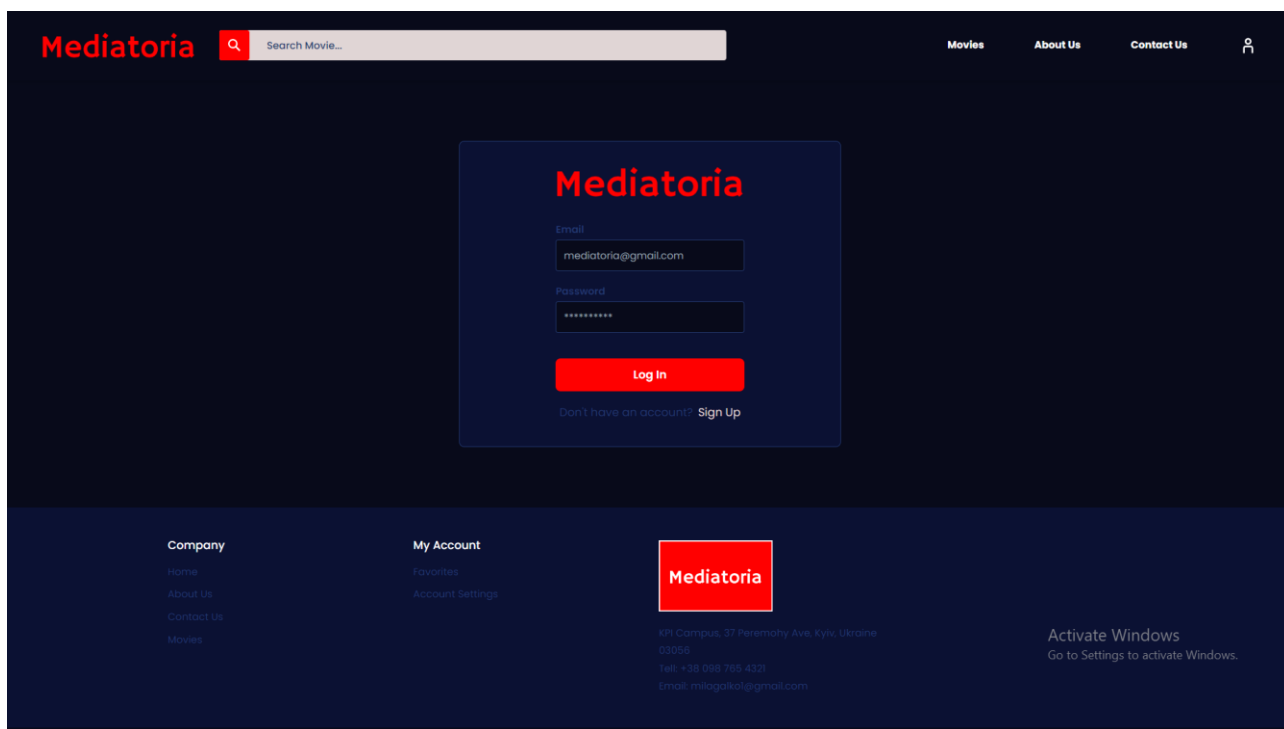 Mediatoria
Search Movie...
Movies
About Us
Contact Us
Mediatoria
Email
mediatoria@gmail.com
Password
**********
Log In
Don't have an account? Sign Up
Company
Home
About Us
Contact Us
Movies
My Account
Favorites
Account Settings
Mediatoria
KPI Campus, 37 Peremohy Ave, Kyiv, Ukraine
03056
Tell: +38 098 765 4321
Email: milagalko1@gmail.com
Activate Windows
Go to Settings to activate Windows.